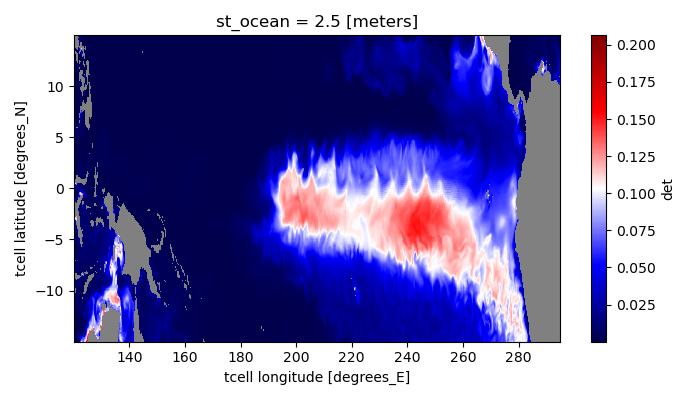 st_ocean = 2.5 [meters]
10
5
0
−5
−10
tcell latitude [degrees_N]
140 160 180 200 220 240 260 280
tcell longitude [degrees_E]
0.200
0.175
0.150
0.125
0.100
0.075
0.050
0.025
det